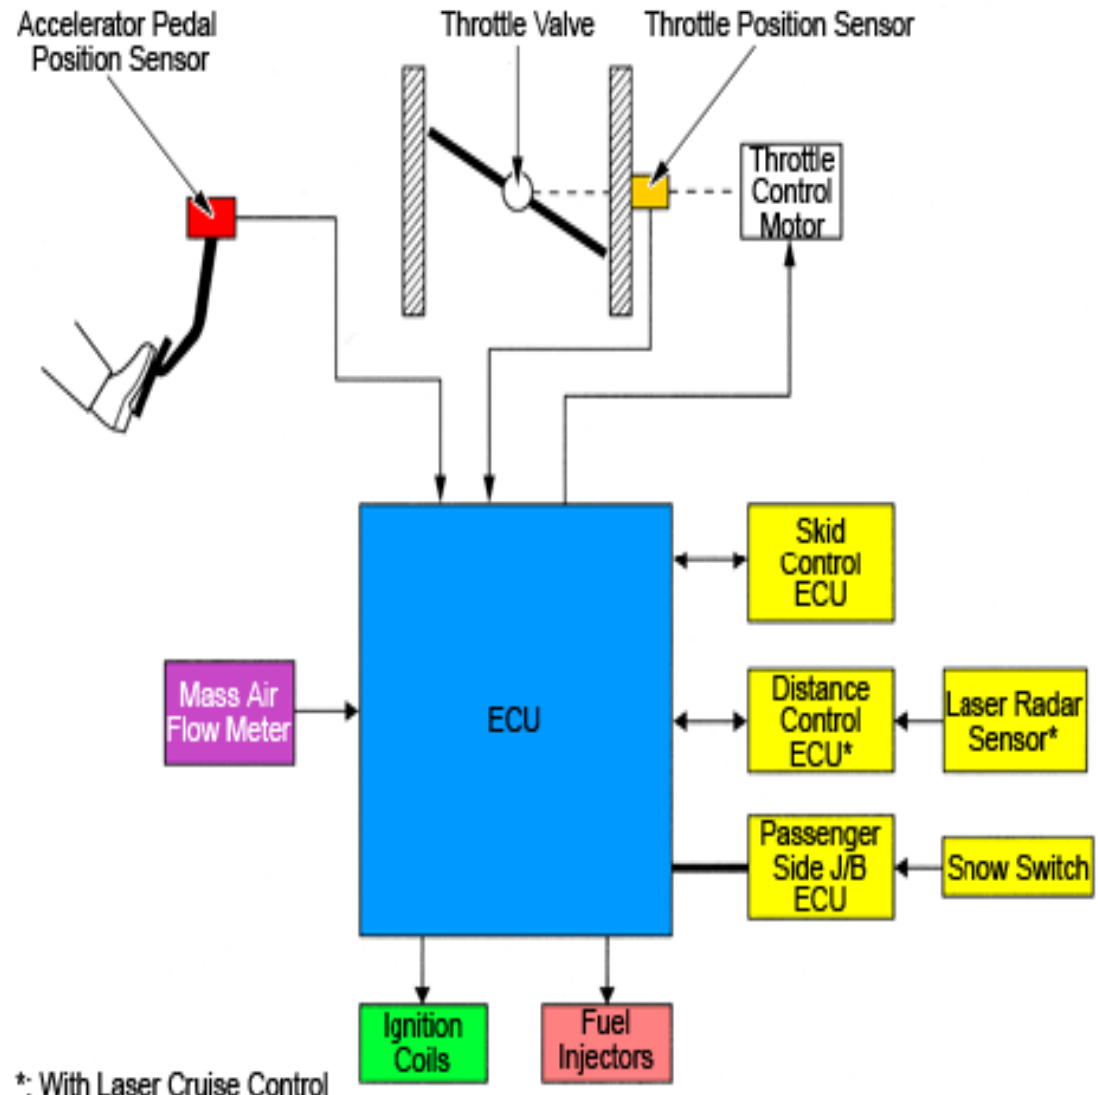 Accelerator Pedal
Position Sensor
Throttle Valve
Throttle Position Sensor
Throttle
Control
Motor
Skid
Control
ECU
Mass Air
Flow Meter
ECU
Distance
Control
ECU*
Laser Radar
Sensor*
Passenger
Side J/B
ECU
Snow Switch
Ignition
Coils
Fuel
Injectors
*: With Laser Cruise Control